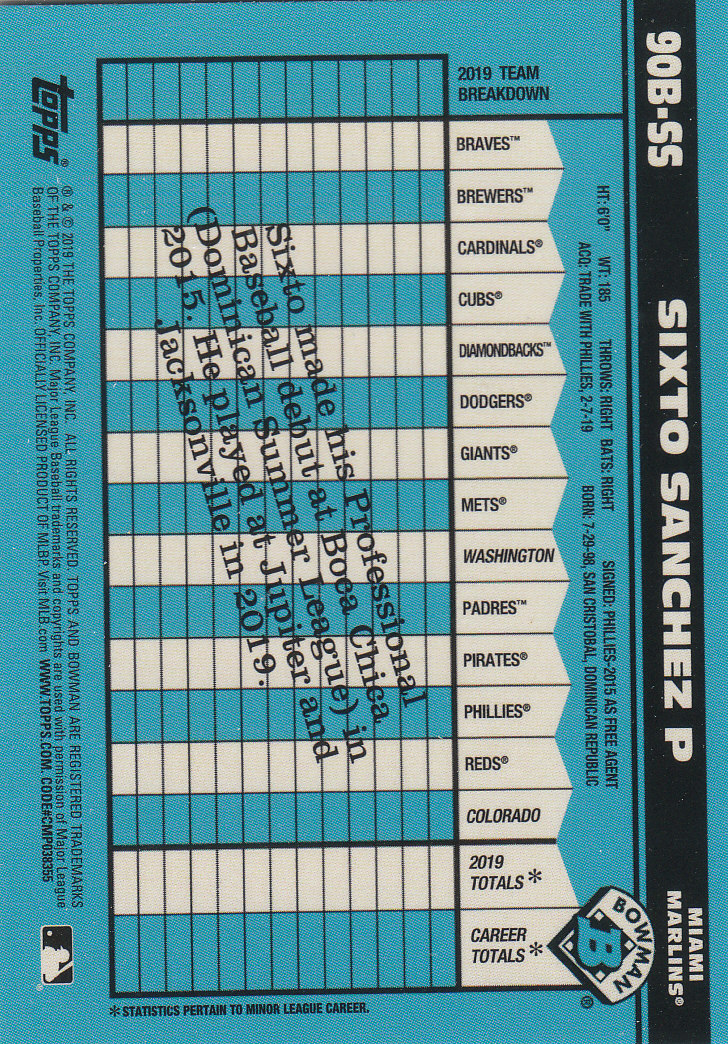 90B-SS
SIXTO SANCHEZ P
MIAMI
MARLINS®
HT: 6'0" WT: 185 THROWS: RIGHT BATS: RIGHT SIGNED: PHILLIES-2015 AS FREE AGENT
ACQ: TRADE WITH PHILLIES, 2-7-19 BORN: 7-29-98, SAN CRISTOBAL, DOMINICAN REPUBLIC
BOWMAN
B
®
2019 TEAM
BREAKDOWN
BRAVES™
BREWERS™
CARDINALS®
CUBS®
DIAMONDBACKS™
DODGERS®
GIANTS®
METS®
WASHINGTON
PADRES™
PIRATES®
PHILLIES®
REDS®
COLORADO
2019
TOTALS*
CAREER
TOTALS*
Sixto made his Professional
Baseball debut at Boca Chica
(Dominican Summer League) in
2015. He played at Jupiter and
Jacksonville in 2019.
*STATISTICS PERTAIN TO MINOR LEAGUE CAREER.
topps®
® & © 2019 THE TOPPS COMPANY, INC. ALL RIGHTS RESERVED. TOPPS AND BOWMAN ARE REGISTERED TRADEMARKS
OF THE TOPPS COMPANY, INC. Major League Baseball trademarks and copyrights are used with permission of Major League
Baseball Properties, Inc. OFFICIALLY LICENSED PRODUCT OF MLBP. Visit MLB.com WWW.TOPPS.COM. CODE#CMP038355